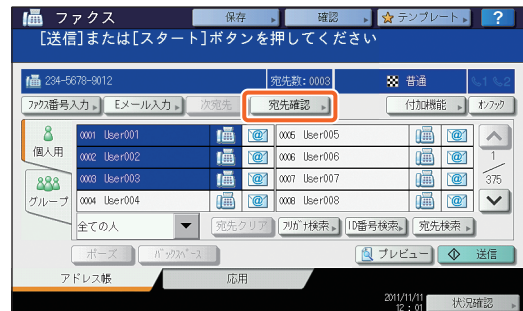 ファクス 保存 確認 テンプレート ?
[送信]または[スタート]ボタンを押してください
234-5678-9012 宛先数:0003 普通 1 2
ファクス番号入力 Eメール入力 次宛先 宛先確認 付加機能 オンフック
個人用
グループ
0001 User001 @ 0005 User005 @
0002 User002 @ 0006 User006 @
0003 User003 @ 0007 User007 @
0004 User004 @ 0008 User008 @
1
375
全ての人 宛先クリア フリガナ検索 ID番号検索 宛先検索
ポーズ バックスペース プレビュー 送信
アドレス帳 応用
2011/11/11
12:01 状況確認